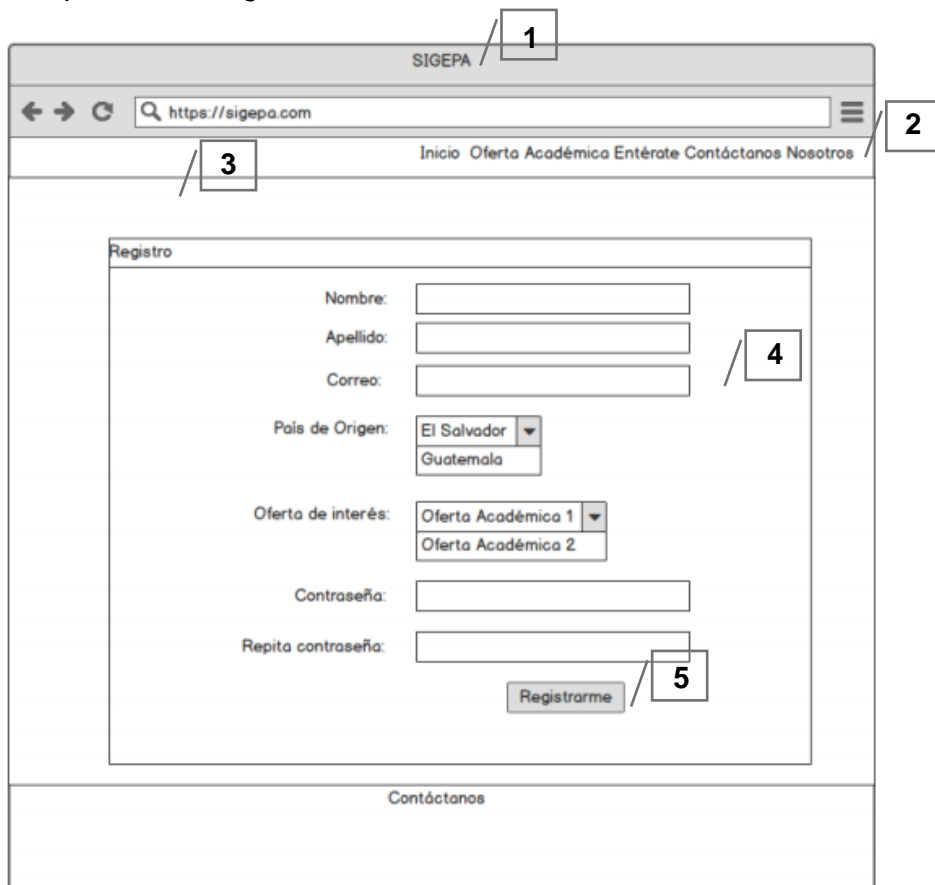 1
SIGEPA
https://sigepa.com
2
Inicio Oferta Académica Entérate Contáctanos Nosotros
3
Registro
Nombre:
Apellido:
4
Correo:
País de Origen: El Salvador
Guatemala
Oferta de interés: Oferta Académica 1
Oferta Académica 2
Contraseña:
Repita contraseña:
5
Registrarme
Contáctanos